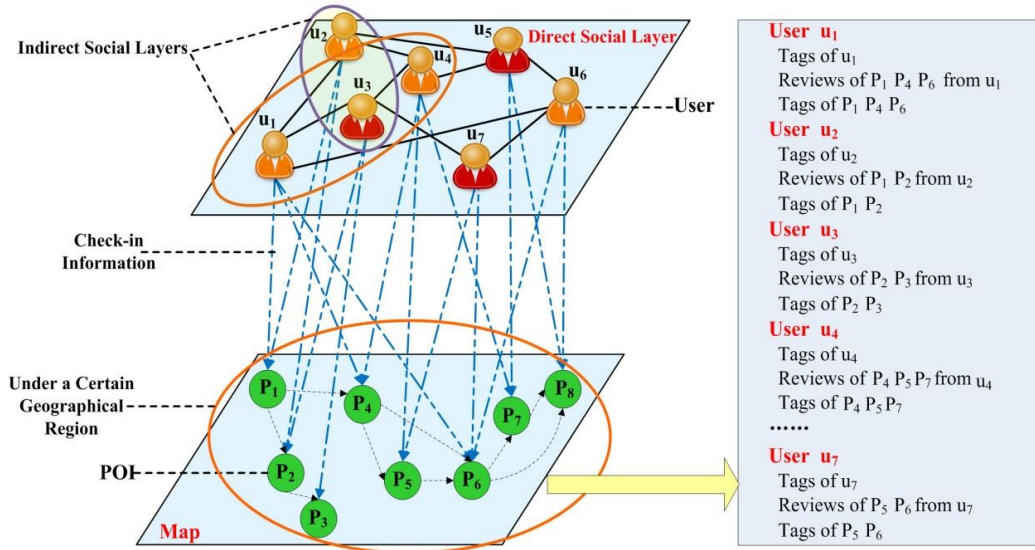 Indirect Social Layers
Direct Social Layer
u₁
u₂
u₃
u₄
u₅
u₆
u₇
User
Check-in
Information
Under a Certain
Geographical
Region
POI
P₁
P₂
P₃
P₄
P₅
P₆
P₇
P₈
Map
User u₁
Tags of u₁
Reviews of P₁ P₄ P₆ from u₁
Tags of P₁ P₄ P₆
User u₂
Tags of u₂
Reviews of P₁ P₂ from u₂
Tags of P₁ P₂
User u₃
Tags of u₃
Reviews of P₂ P₃ from u₃
Tags of P₂ P₃
User u₄
Tags of u₄
Reviews of P₄ P₅ P₇ from u₄
Tags of P₄ P₅ P₇
……
User u₇
Tags of u₇
Reviews of P₅ P₆ from u₇
Tags of P₅ P₆